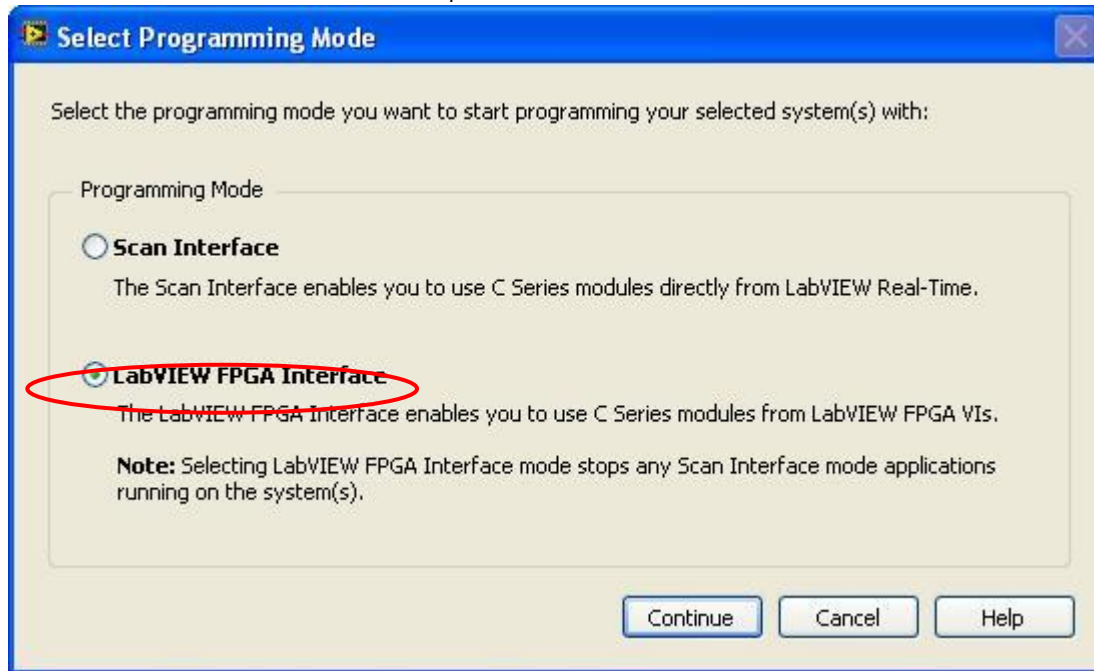 Select Programming Mode
Select the programming mode you want to start programming your selected system(s) with:
Programming Mode
Scan Interface
The Scan Interface enables you to use C Series modules directly from LabVIEW Real-Time.
LabVIEW FPGA Interface
The LabVIEW FPGA Interface enables you to use C Series modules from LabVIEW FPGA VIs.
Note: Selecting LabVIEW FPGA Interface mode stops any Scan Interface mode applications
running on the system(s).
Continue Cancel Help